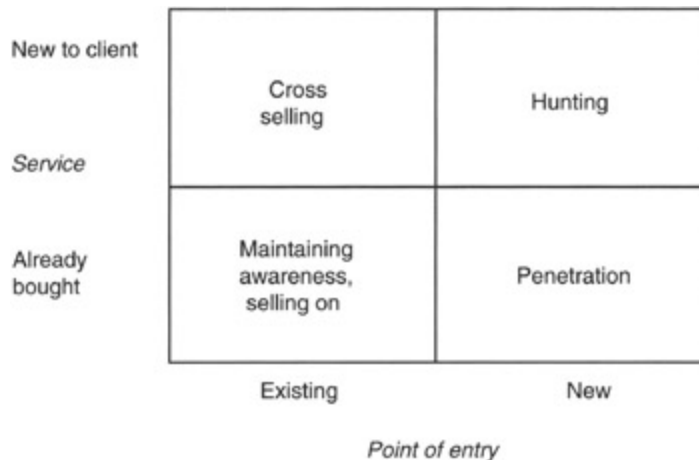 New to client
Cross
selling
Hunting
Service
Already
bought
Maintaining
awareness,
selling on
Penetration
Existing
New
Point of entry